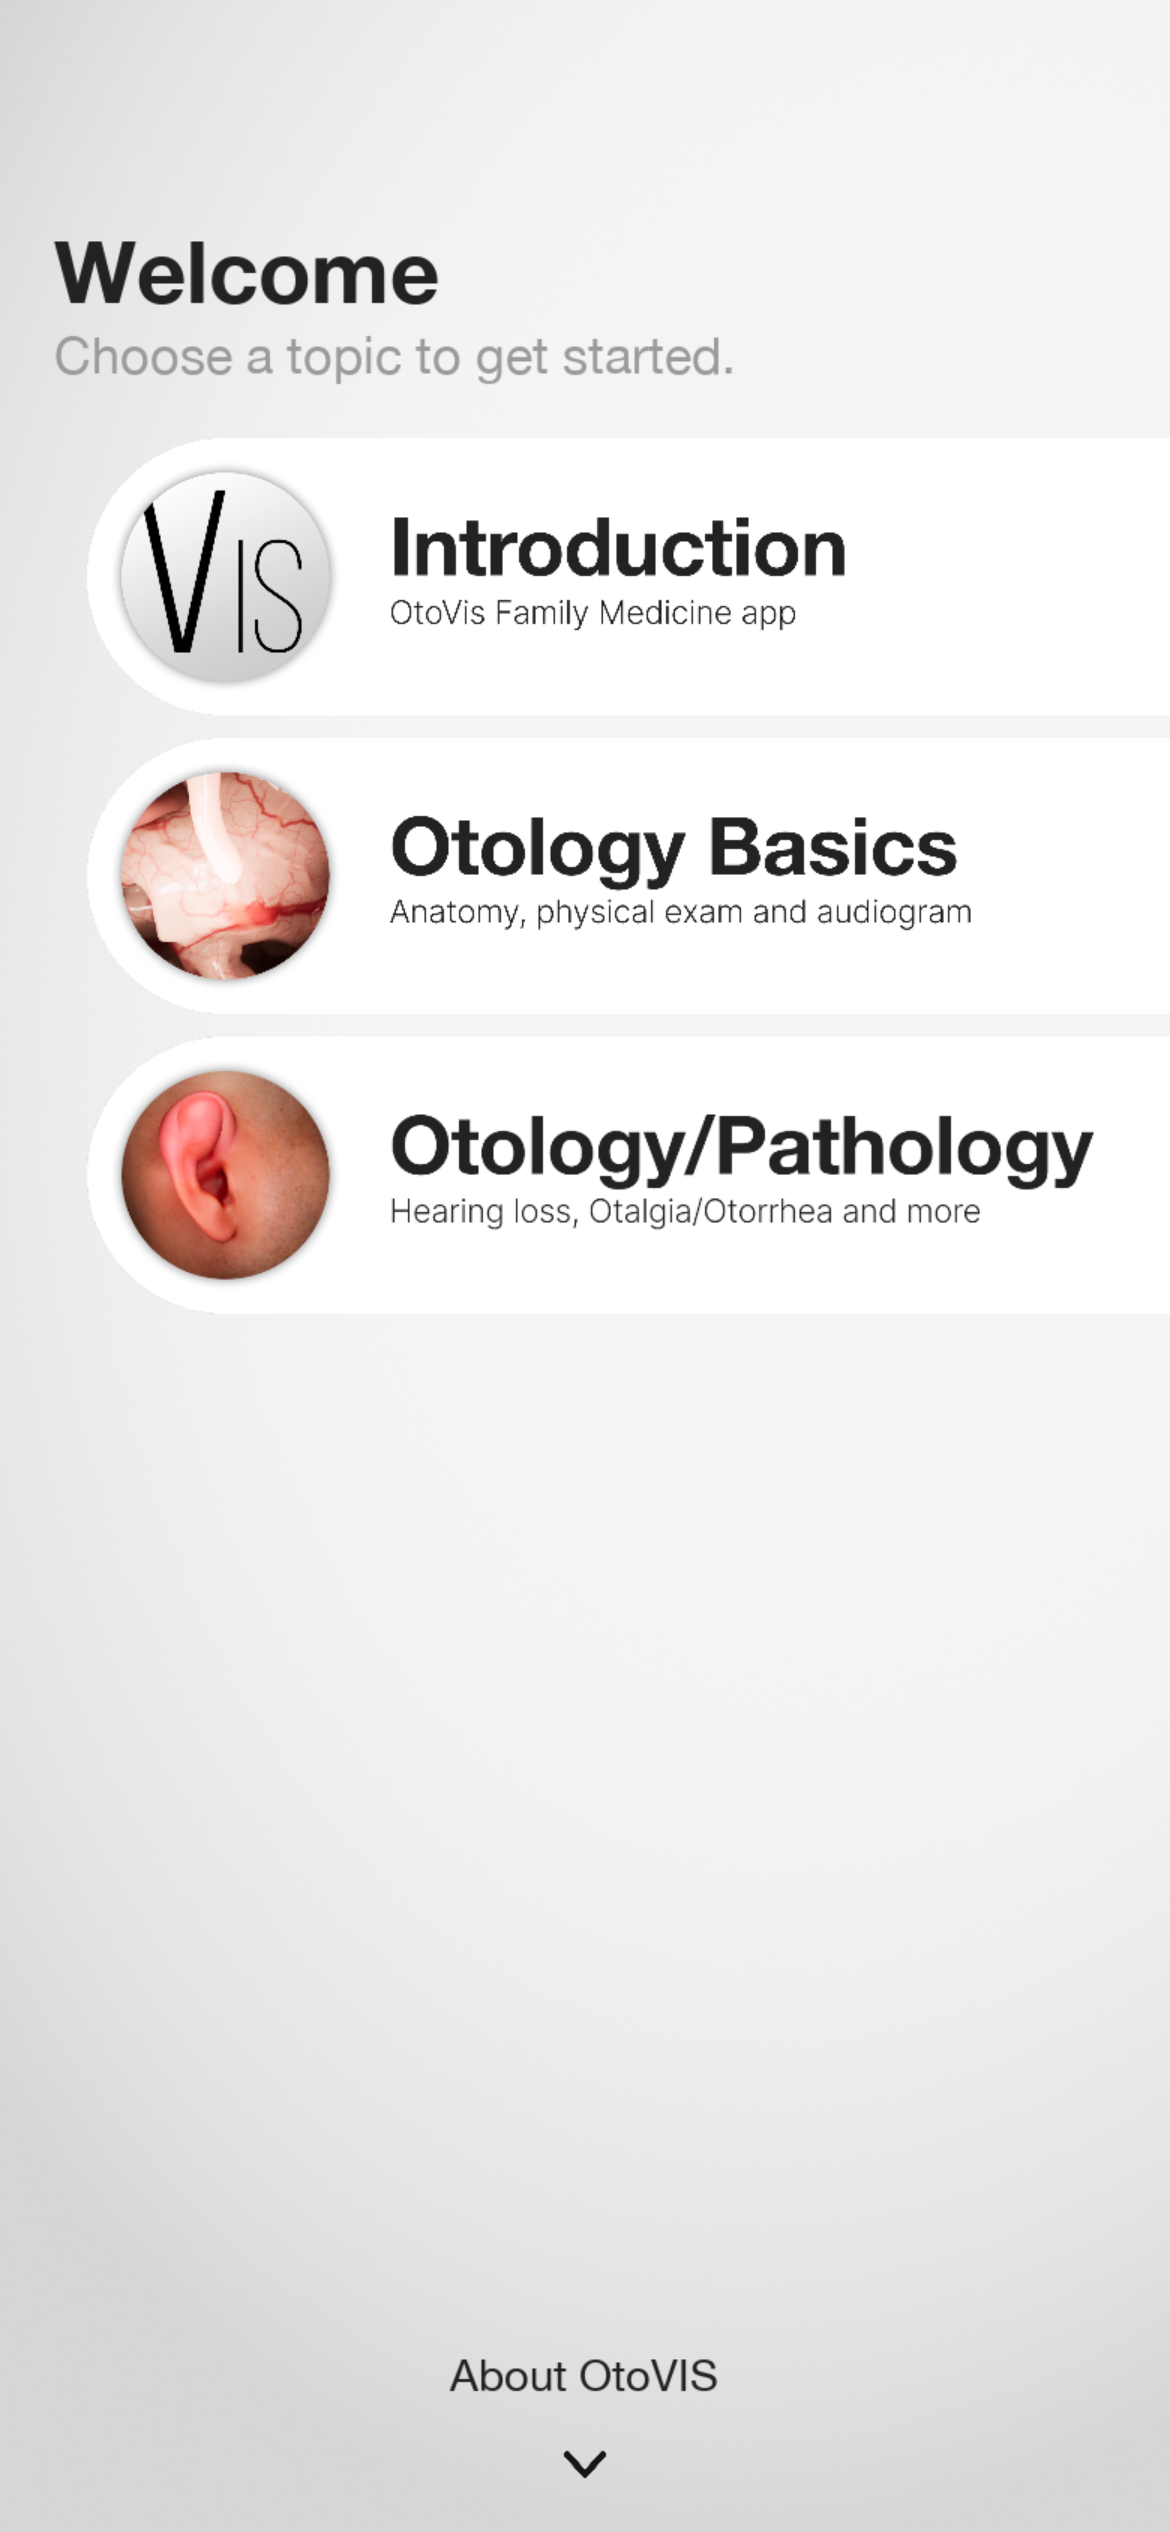 Welcome
Choose a topic to get started.
VIS
Introduction
OtoVis Family Medicine app
Otology Basics
Anatomy, physical exam and audiogram
Otology/Pathology
Hearing loss, Otalgia/Otorrhea and more
About OtoVIS